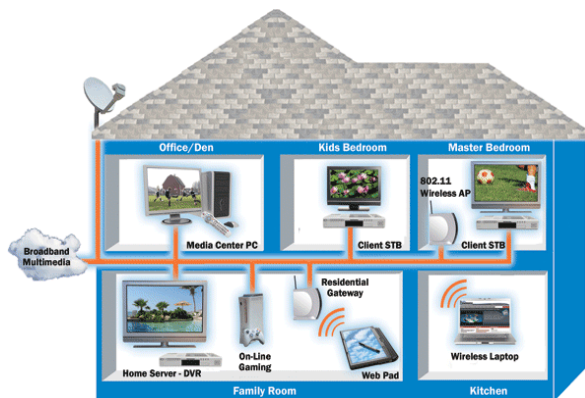 Office/Den
Kids Bedroom
Master Bedroom
802.11
Wireless AP
Media Center PC
Client STB
Client STB
Broadband
Multimedia
Residential
Gateway
On-Line
Gaming
Home Server - DVR
Web Pad
Wireless Laptop
Family Room
Kitchen